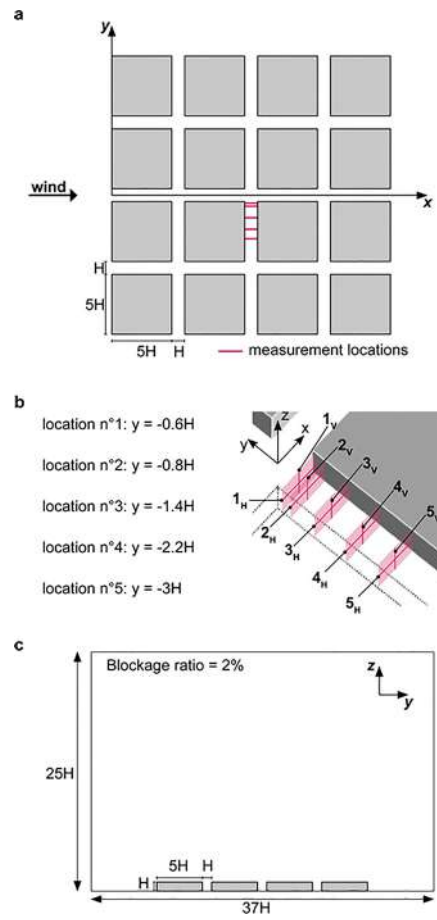 a
y
wind
x
H
5H
5H H
measurement locations
b
location n°1: y = -0.6H
location n°2: y = -0.8H
location n°3: y = -1.4H
location n°4: y = -2.2H
location n°5: y = -3H
z
y x
1V
2V
3V
4V
5V
1H
2H
3H
4H
5H
c
Blockage ratio = 2%
z
y
25H
5H H
H
37H